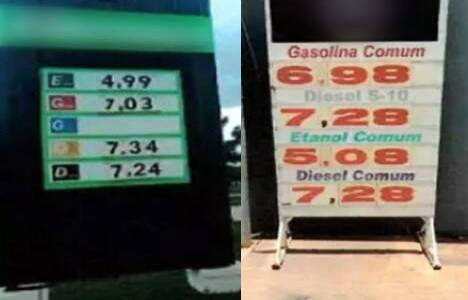 E 4.99
G 7.03
G
D 7.34
D 7.24
Gasolina Comum
6.98
Diesel S-10
7.28
Etanol Comum
5.08
Diesel Comum
7.28